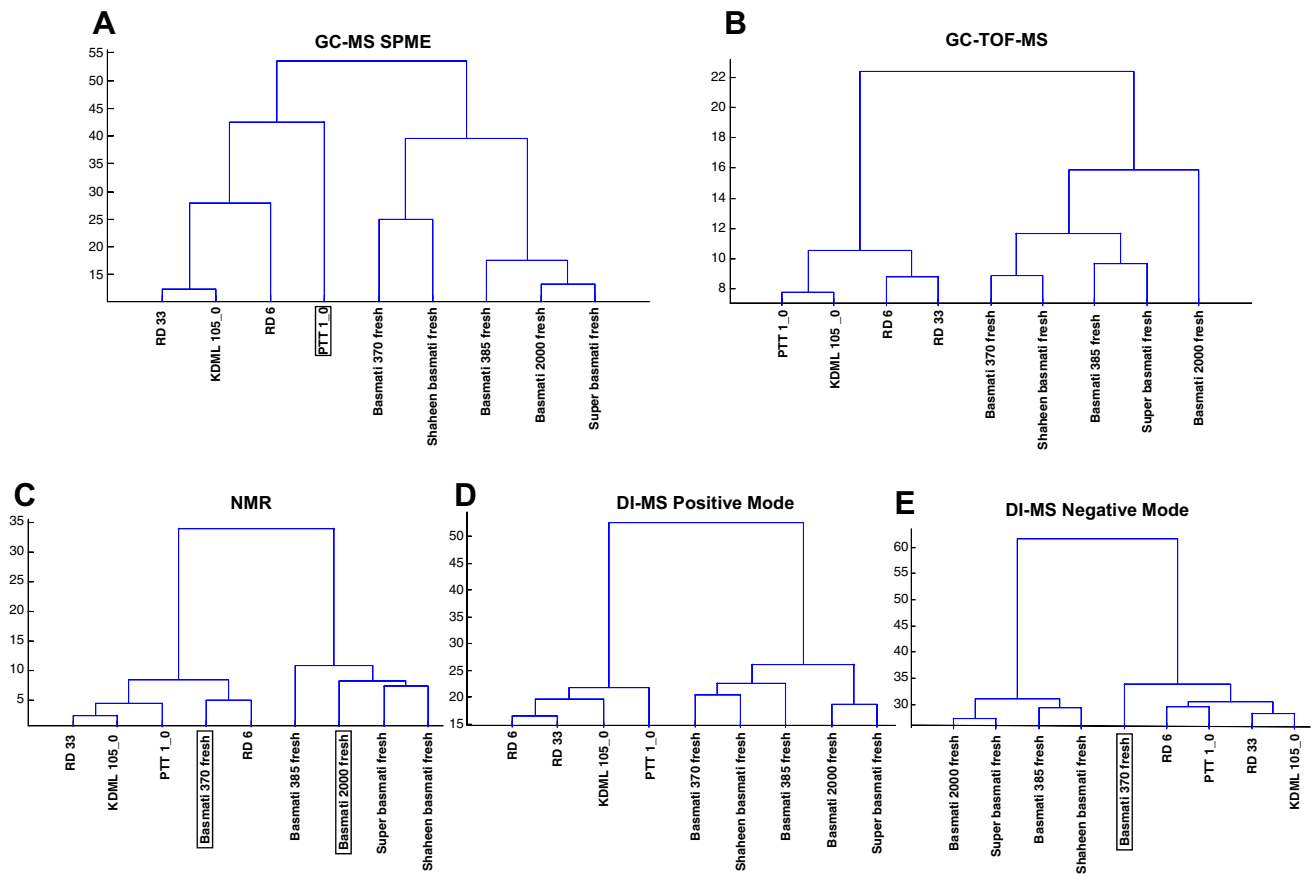 A
GC-MS SPME
55
50
45
40
35
30
25
20
15
RD 33
KDML 105_0
RD 6
PTT 1_0
Basmati 370 fresh
Shaheen basmati fresh
Basmati 385 fresh
Basmati 2000 fresh
Super basmati fresh
B
GC-TOF-MS
22
20
18
16
14
12
10
8
PTT 1_0
KDML 105 _0
RD 6
RD 33
Basmati 370 fresh
Shaheen basmati fresh
Basmati 385 fresh
Super basmati fresh
Basmati 2000 fresh
C
NMR
35
30
25
20
15
10
5
RD 33
KDML 105_0
PTT 1_0
Basmati 370 fresh
RD 6
Basmati 385 fresh
Basmati 2000 fresh
Super basmati fresh
Shaheen basmati fresh
D
DI-MS Positive Mode
50
45
40
35
30
25
20
15
RD 6
RD 33
KDML 105_0
PTT 1_0
Basmati 370 fresh
Shaheen basmati fresh
Basmati 385 fresh
Basmati 2000 fresh
Super basmati fresh
E
DI-MS Negative Mode
60
55
50
45
40
35
30
Basmati 2000 fresh
Super basmati fresh
Basmati 385 fresh
Shaheen basmati fresh
Basmati 370 fresh
RD 6
PTT 1_0
RD 33
KDML 105_0